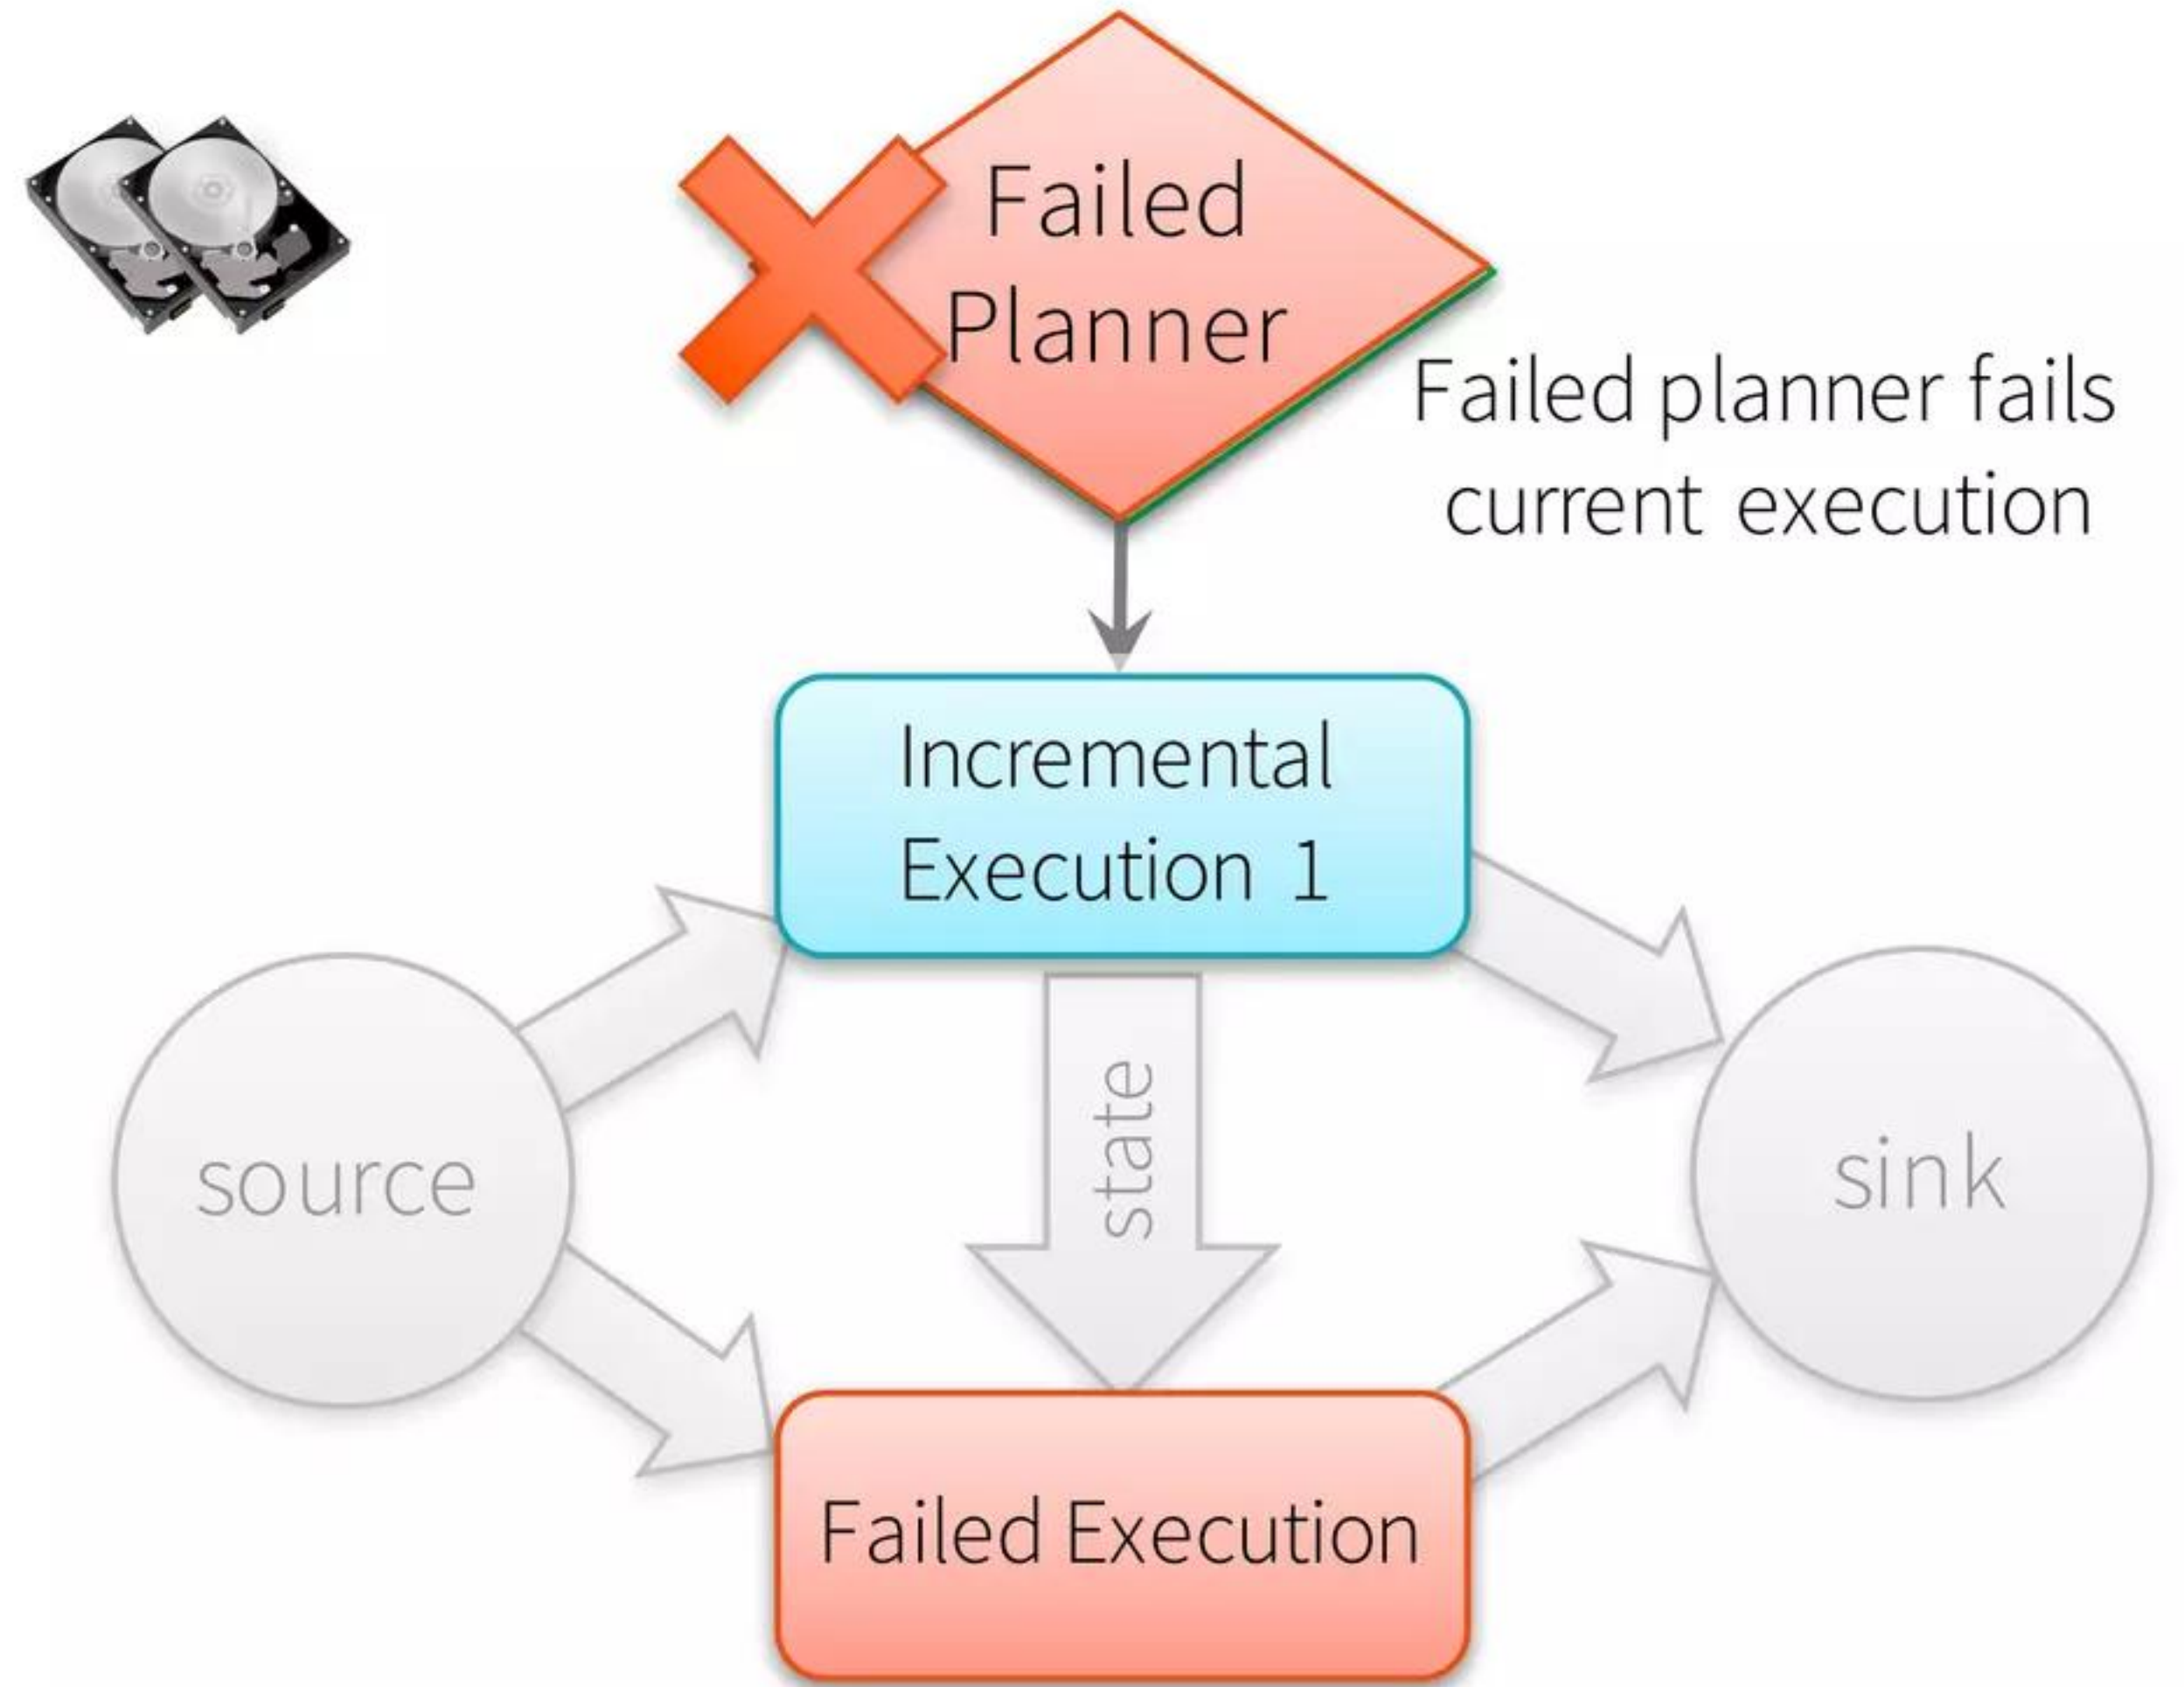 Failed
Planner
Failed planner fails
current execution
Incremental
Execution 1
source
state
sink
Failed Execution